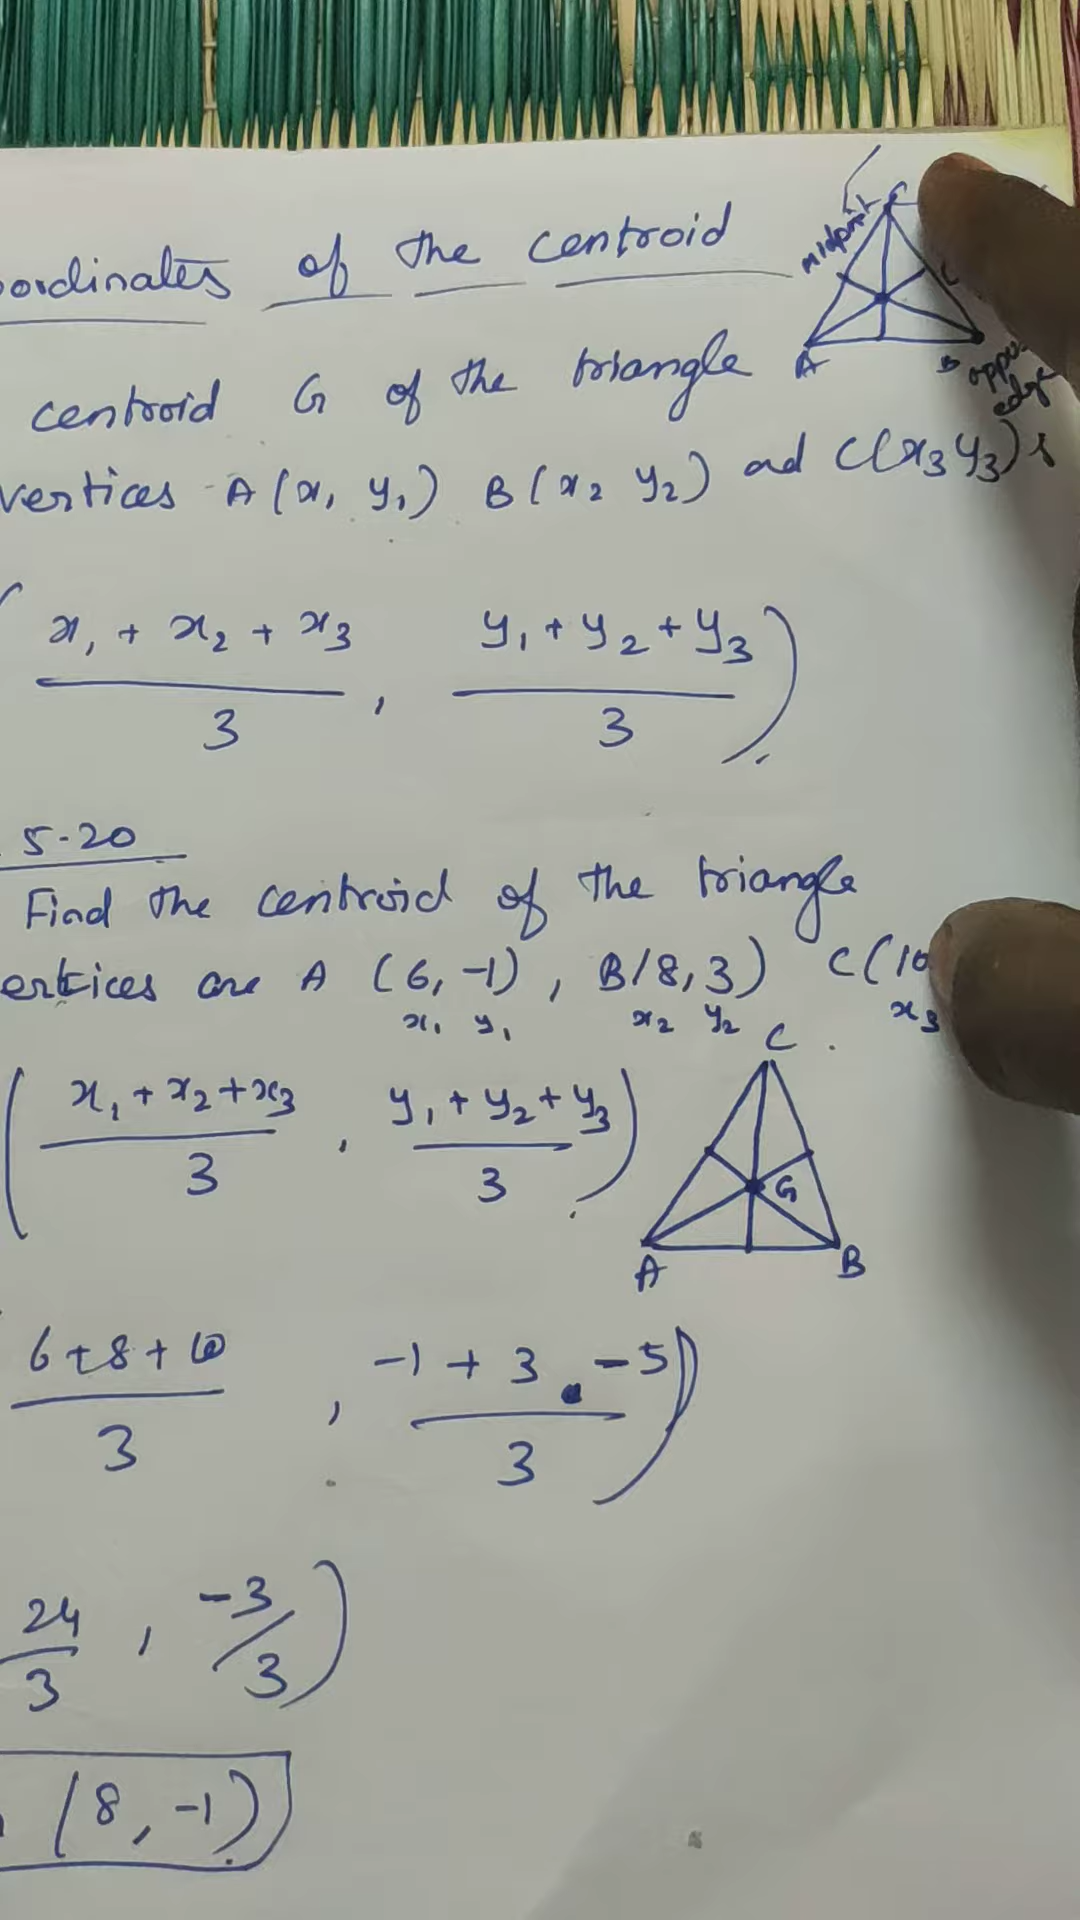 ordinates of the centroid
midpoint
C
A
B
edge
centroid G of the triangle
vertices A(x₁ y₁) B(x₂ y₂) ad C(x₃ y₃)
x₁ + x₂ + x₃ / 3 , y₁ + y₂ + y₃ / 3 )
5.20
Find the centroid of the triangle
ertices are A (6, -1), B(8, 3) C(10
x₁ y₁ x₂ y₂ x₃
( x₁ + x₂ + x₃ / 3 , y₁ + y₂ + y₃ / 3 )
C
G
A B
6 + 8 + 10 / 3 , -1 + 3 - 5 / 3 )
24 / 3 , -3/3 )
(8, -1)